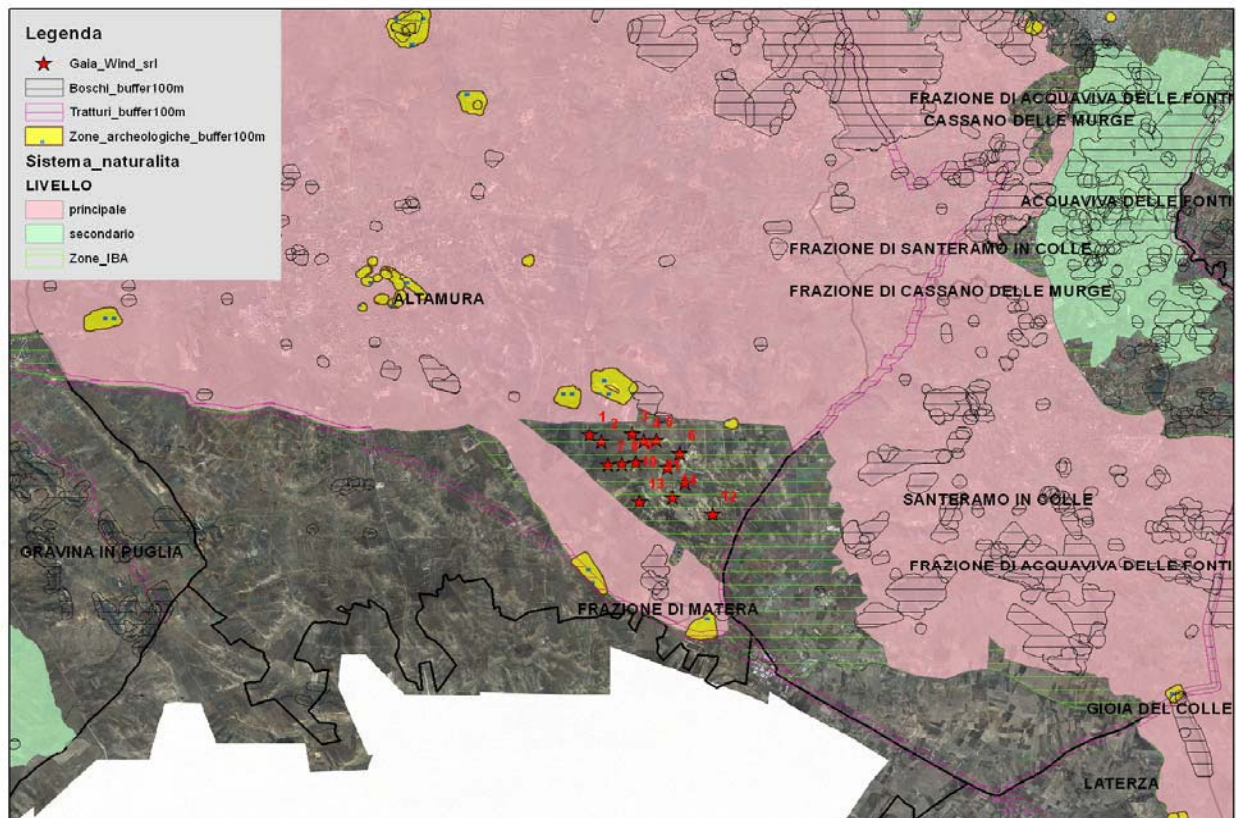 Legenda
Gaia_Wind_srl
Boschi_buffer100m
Tratturi_buffer100m
Zone_archeologiche_buffer100m
Sistema_naturalita
LIVELLO
principale
secondario
Zone_IBA
FRAZIONE DI ACQUAVIVA DELLE FONTI
CASSANO DELLE MURGE
ACQUAVIVA DELLE FONTI
FRAZIONE DI SANTERAMO IN COLLE
FRAZIONE DI CASSANO DELLE MURGE
ALTAMURA
1
2
6
10
13
12
SANTERAMO IN COLLE
GRAVINA IN PUGLIA
FRAZIONE DI ACQUAVIVA DELLE FONTI
FRAZIONE DI MATERA
GIOIA DEL COLLE
LATERZA